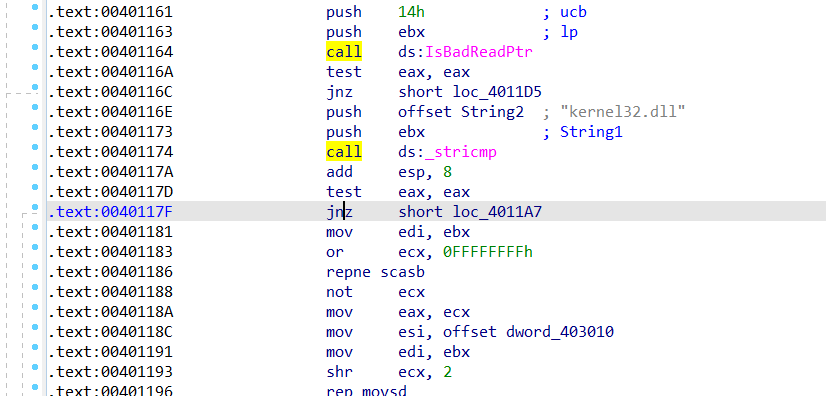 .text:00401161 push 14h ; ucb
.text:00401163 push ebx ; lp
.text:00401164 call ds:IsBadReadPtr
.text:0040116A test eax, eax
.text:0040116C jnz short loc_4011D5
.text:0040116E push offset String2 ; "kernel32.dll"
.text:00401173 push ebx ; String1
.text:00401174 call ds:_stricmp
.text:0040117A add esp, 8
.text:0040117D test eax, eax
.text:0040117F jnz short loc_4011A7
.text:00401181 mov edi, ebx
.text:00401183 or ecx, 0FFFFFFFFh
.text:00401186 repne scasb
.text:00401188 not ecx
.text:0040118A mov eax, ecx
.text:0040118C mov esi, offset dword_403010
.text:00401191 mov edi, ebx
.text:00401193 shr ecx, 2
.text:00401196 rep movsd